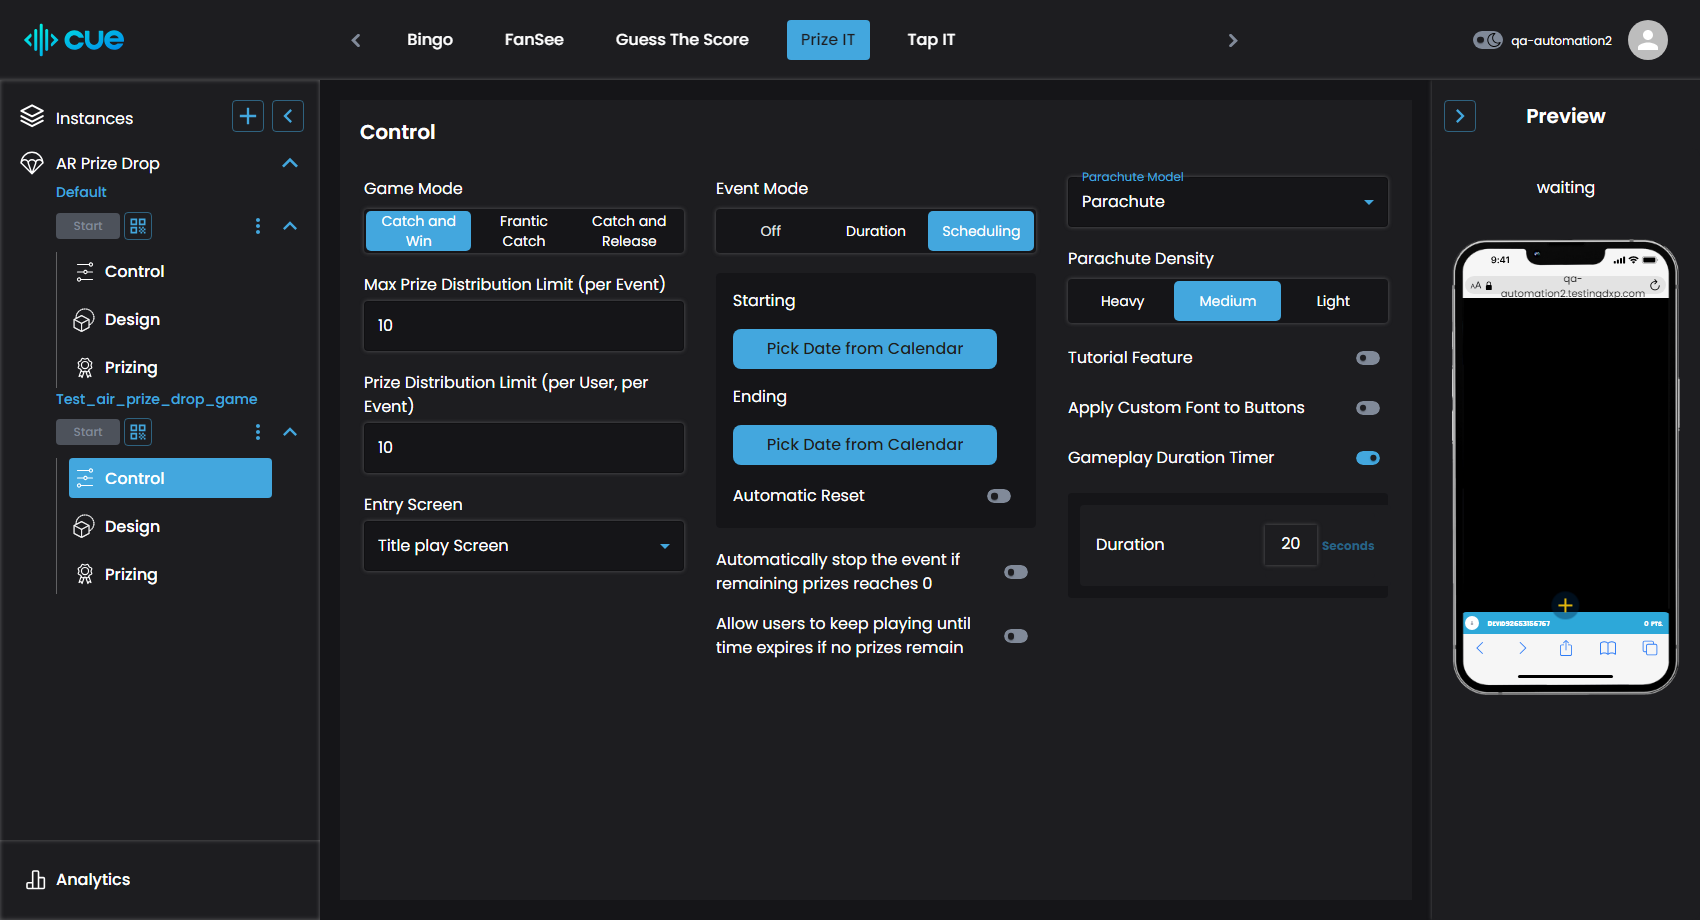 cue
Bingo
FanSee
Guess The Score
Prize IT
Tap IT
qa-automation2
Instances
AR Prize Drop
Default
Start
Control
Design
Prizing
Test_air_prize_drop_game
Start
Control
Design
Prizing
Analytics
Control
Game Mode
Catch and
Win
Frantic
Catch
Catch and
Release
Max Prize Distribution Limit (per Event)
10
Prize Distribution Limit (per User, per
Event)
10
Entry Screen
Title play Screen
Event Mode
Off
Duration
Scheduling
Starting
Pick Date from Calendar
Ending
Pick Date from Calendar
Automatic Reset
Automatically stop the event if
remaining prizes reaches 0
Allow users to keep playing until
time expires if no prizes remain
Parachute Model
Parachute
Parachute Density
Heavy
Medium
Light
Tutorial Feature
Apply Custom Font to Buttons
Gameplay Duration Timer
Duration
20
Seconds
Preview
waiting
9:41
AA
qa-
automation2.testingdxp.com
0 PTS.